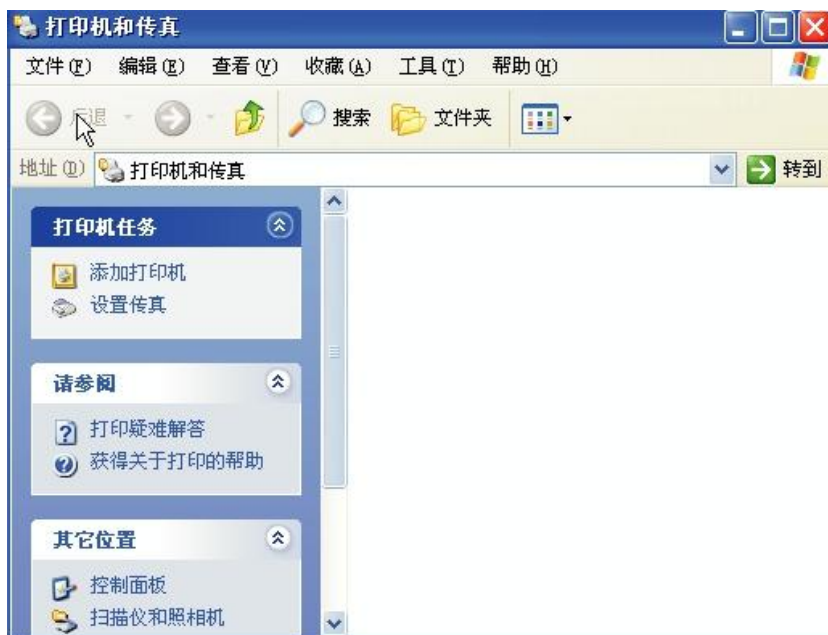 打印机和传真
文件(F) 编辑(E) 查看(V) 收藏(A) 工具(T) 帮助(H)
后退 搜索 文件夹
地址(D) 打印机和传真 转到
打印机任务
添加打印机
设置传真
请参阅
打印疑难解答
获得关于打印的帮助
其它位置
控制面板
扫描仪和照相机